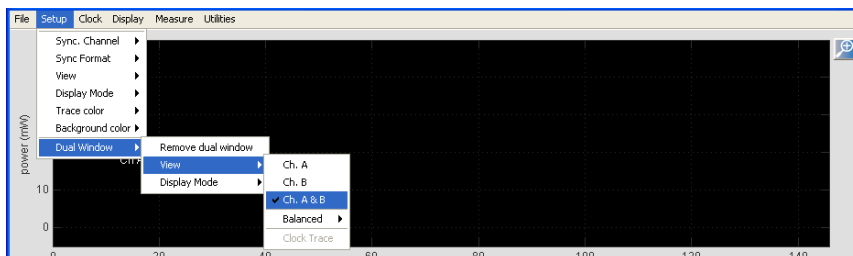 File Setup Clock Display Measure Utilities
Sync. Channel
Sync Format
View
Display Mode
Trace color
Background color
Dual Window
Remove dual window
View
Display Mode
Ch. A
Ch. B
Ch. A & B
Balanced
Clock Trace
power (mW)
Ch A
10
0
0 20 40 60 80 100 120 140